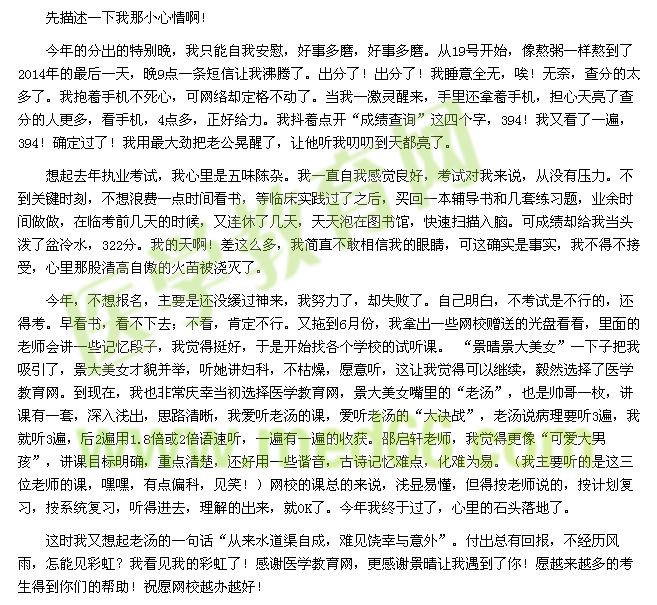 先描述一下我那小心情啊！
今年的分出的特别晚，我只能自我安慰，好事多磨，好事多磨。从19号开始，像熬粥一样熬到了
2014年的最后一天，晚9点一条短信让我沸腾了。出分了！出分了！我睡意全无，唉！无奈，查分的太
多了。我抱着手机不死心，可网络却定格不动了。当我一激灵醒来，手里还拿着手机，担心天亮了查
分的人更多，看手机，4点多，正好给力。我抖着点开“成绩查询”这四个字，394！我又看了一遍，
394！确定过了！我用最大劲把老公晃醒了，让他听我叨叨到天都亮了。
想起去年执业考试，我心里是五味陈杂。我一直自我感觉良好，考试对我来说，从没有压力。不
到关键时刻，不想浪费一点时间看书，等临床实践过了之后，买回一本辅导书和几套练习题，业余时
间做做，在临考前几天的时候，又连休了几天，天天泡在图书馆，快速扫描入脑。可成绩却给我当头
泼了盆冷水，322分。我的天啊！差这么多，我简直不敢相信我的眼睛，可这确实是事实，我不得不接
受，心里那股清高自傲的火苗被浇灭了。
今年，不想报名，主要是还没缓过神来，我努力了，却失败了。自己明白，不考试是不行的，还
得考。早看书，看不下去；不看，肯定不行。又拖到6月份，我拿出一些网校赠送的光盘看看，里面的
老师会讲一些记忆段子，我觉得挺好，于是开始找各个学校的试听课。 “景晴景大美女”一下子把我
吸引了，景大美女才貌并举，听她讲妇科，不枯燥，愿意听，这让我觉得可以继续，毅然选择了医学
教育网。到现在，我也非常庆幸当初选择医学教育网，景大美女嘴里的“老汤”，也是帅哥一枚，讲
课有一套，深入浅出，思路清晰，我爱听老汤的课，爱听老汤的“大决战”，老汤说病理要听3遍，我
就听3遍，后2遍用1.8倍或2倍语速听，一遍有一遍的收获。邵启轩老师，我觉得更像“可爱大男
孩”，讲课目标明确，重点清楚，还好用一些谐音，古诗记忆难点，化难为易。（我主要听的是这三
位老师的课，嘿嘿，有点偏科，见笑！）网校的课总的来说，浅显易懂，但得按老师说的，按计划复
习，按系统复习，听得进去，理解的出来，就OK了。今年我终于过了，心里的石头落地了。
这时我又想起老汤的一句话“从来水道渠自成，难见饶幸与意外”。付出总有回报，不经历风
雨，怎能见彩虹？我看见我的彩虹了！感谢医学教育网，更感谢景晴让我遇到了你！愿越来越多的考
生得到你们的帮助！祝愿网校越办越好！
医学教育网
www.med66.com